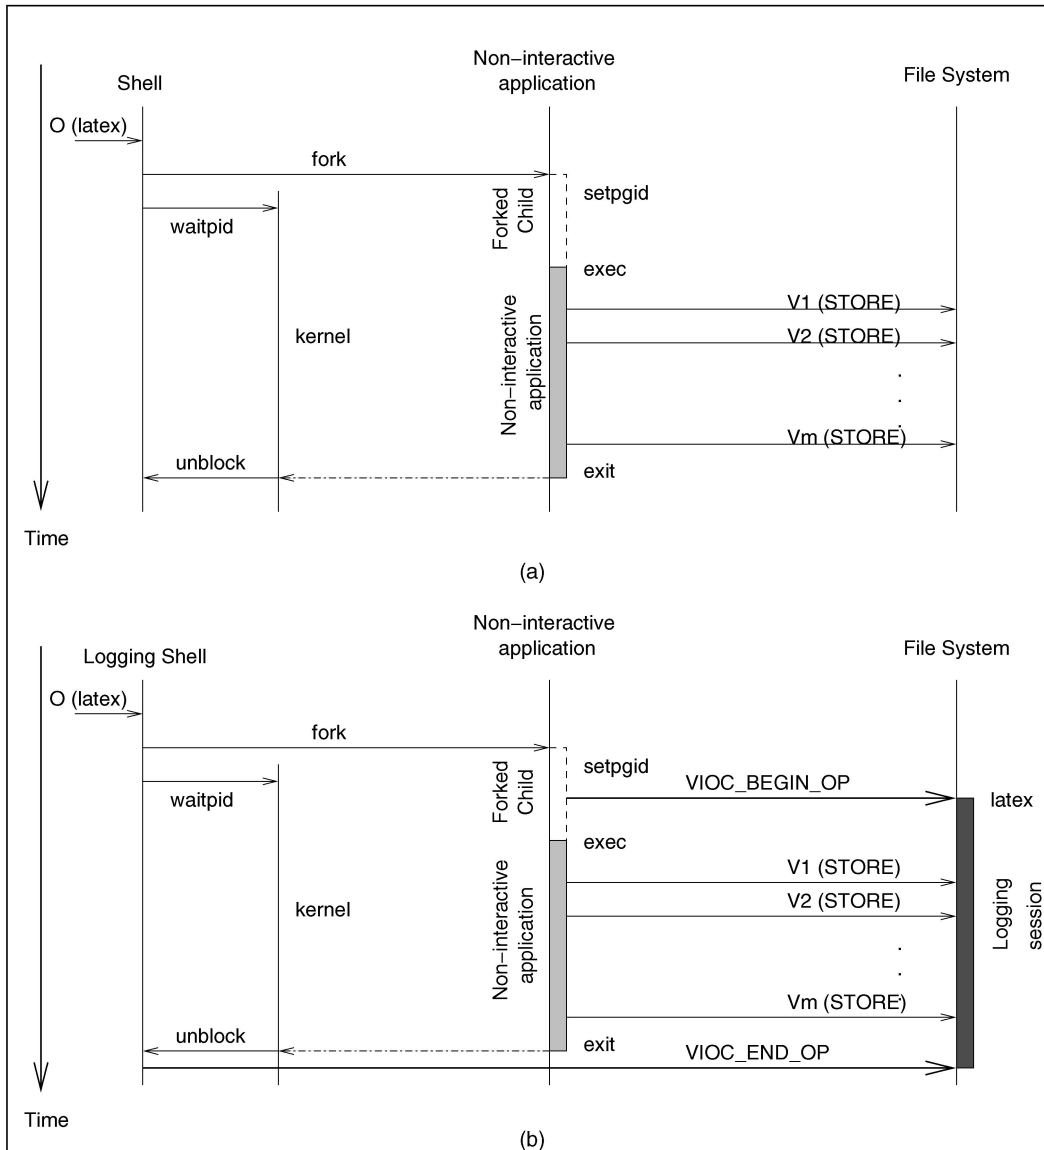 Non−interactive
application
File System
Shell
O (latex)
fork
setpgid
Forked
Child
waitpid
exec
V1 (STORE)
kernel
V2 (STORE)
Non−interactive
application
.
.
.
Vm (STORE)
unblock
exit
Time
(a)
Non−interactive
application
File System
Logging Shell
O (latex)
fork
setpgid
Forked
Child
VIOC_BEGIN_OP
latex
waitpid
exec
V1 (STORE)
V2 (STORE)
kernel
Non−interactive
application
Logging
session
.
.
.
Vm (STORE)
unblock
exit
VIOC_END_OP
Time
(b)